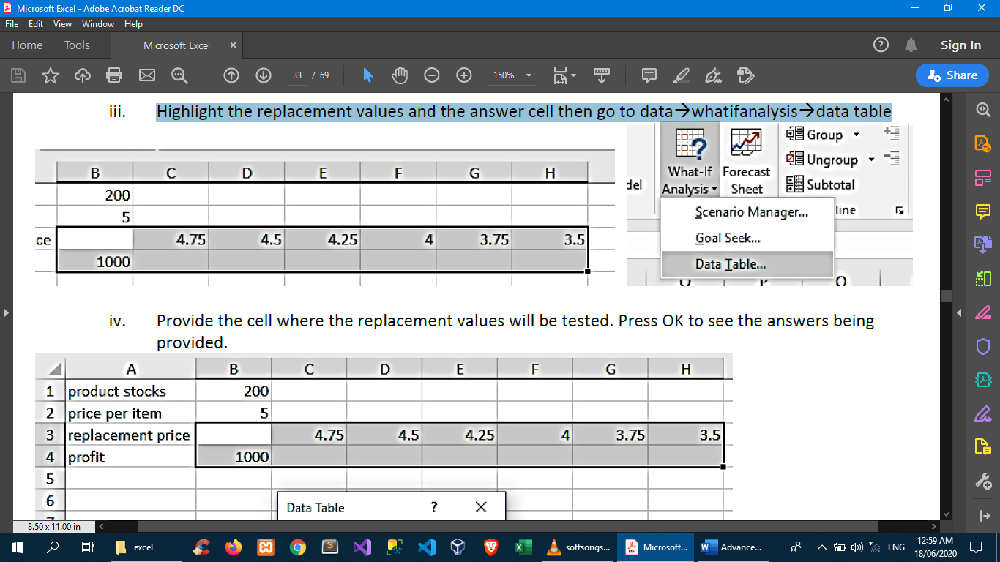 Microsoft Excel - Adobe Acrobat Reader DC
File Edit View Window Help
Home Tools Microsoft Excel × Sign In
33 / 69 150% Share
iii. Highlight the replacement values and the answer cell then go to data→whatifanalysis→data table
B C D E F G H
200
5
ce 4.75 4.5 4.25 4 3.75 3.5
1000
del What-If Analysis Forecast Sheet
Group
Ungroup
Subtotal
line
Scenario Manager...
Goal Seek...
Data Table...
iv. Provide the cell where the replacement values will be tested. Press OK to see the answers being
provided.
A B C D E F G H
1 product stocks 200
2 price per item 5
3 replacement price 4.75 4.5 4.25 4 3.75 3.5
4 profit 1000
5
6
Data Table ? ×
8.50 x 11.00 in
excel softsongs... Microsoft... Advance... ENG 12:59 AM
18/06/2020